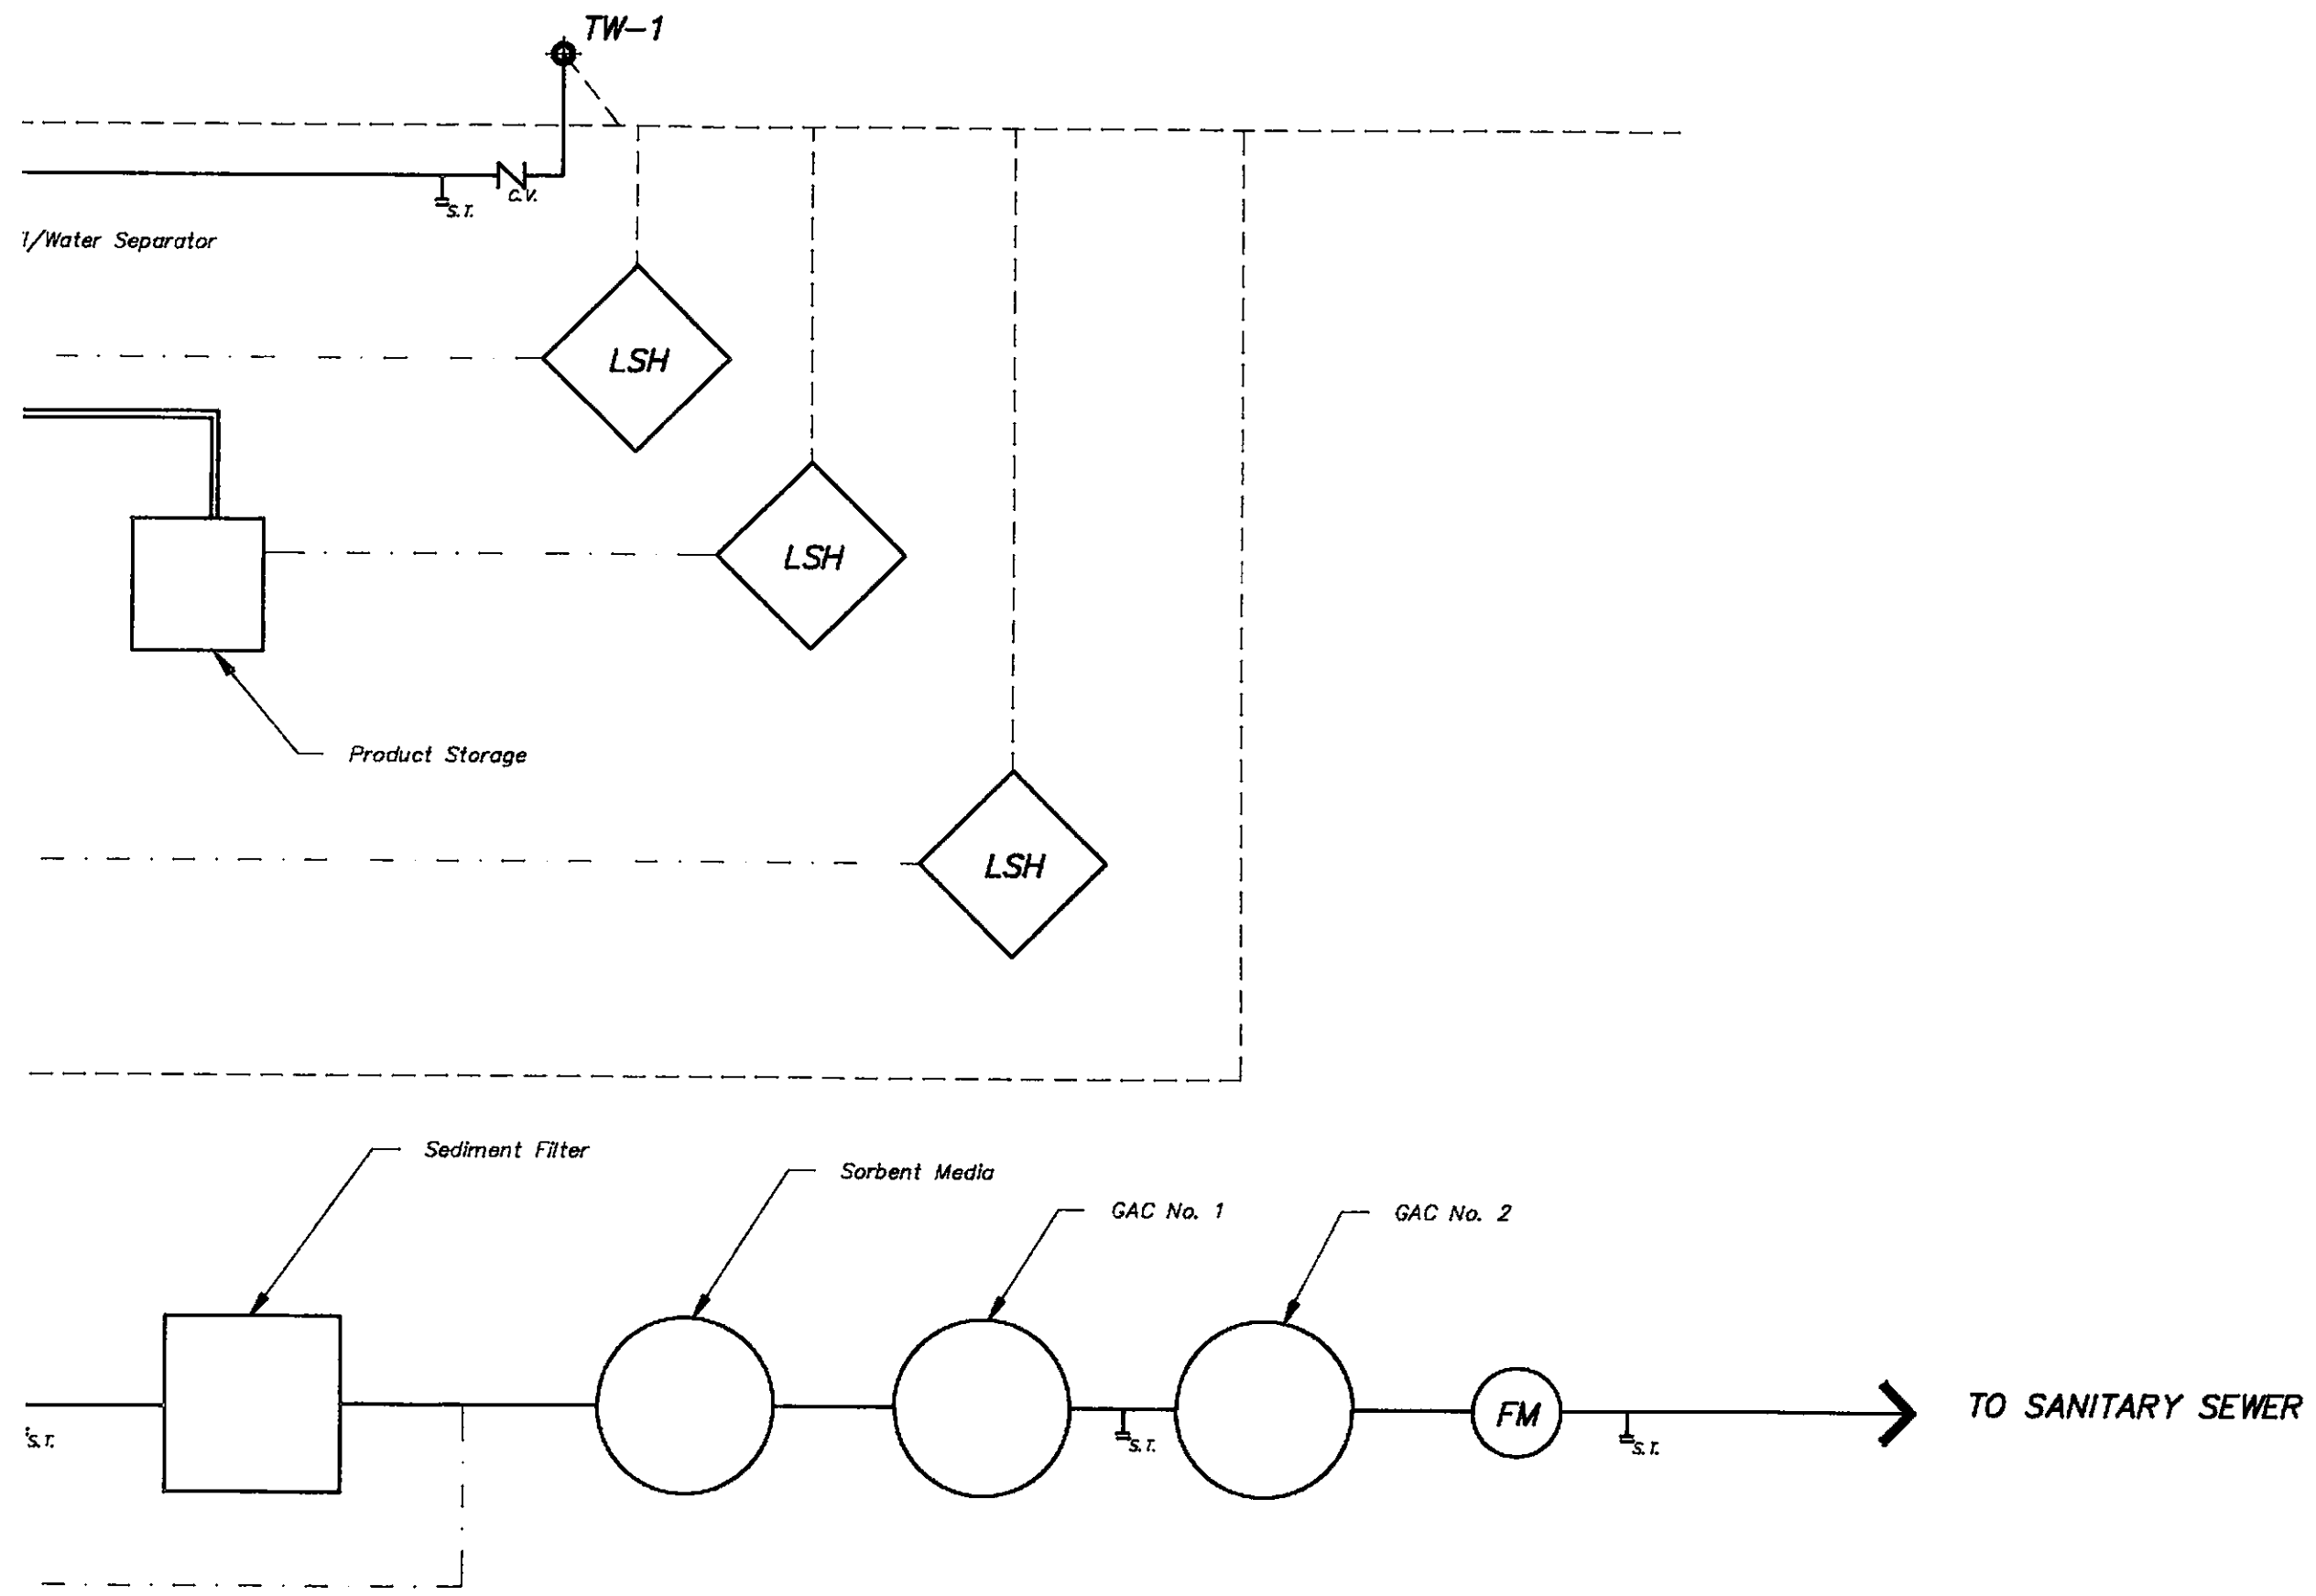 TW-1
C.V.
S.T.
/Water Separator
LSH
LSH
Product Storage
LSH
Sediment Filter
Sorbent Media
GAC No. 1
GAC No. 2
S.T.
S.T.
FM
S.T.
TO SANITARY SEWER